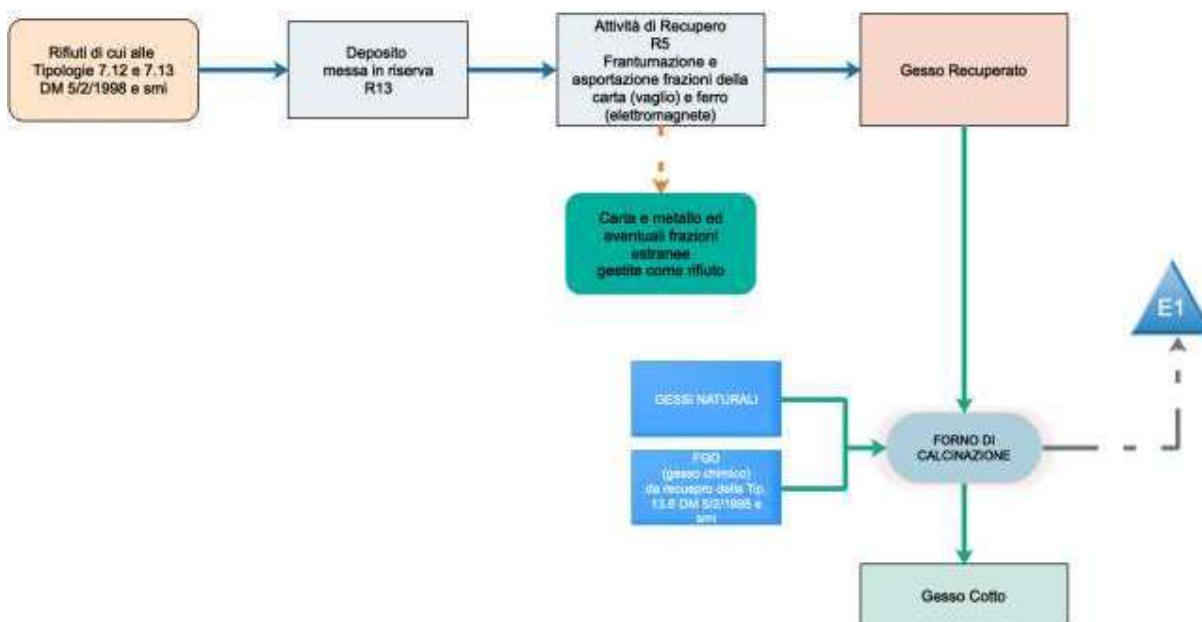 Rifiuti di cui alle
Tipologie 7.12 e 7.13
DM 5/2/1998 e smi
Deposito
messa in riserva
R13
Attività di Recupero
R5
Frantumazione e
asportazione frazioni della
carta (vaglio) e ferro
(elettromagnete)
Gesso Recuperato
Carta e metallo ed
eventuali frazioni
estranee
gestite come rifiuto
E1
GESSI NATURALI
FORNO DI
CALCINAZIONE
FGD
(gesso chimico)
da recuepro della Tip.
13.6 DM 5/2/1998 e
smi
Gesso Cotto